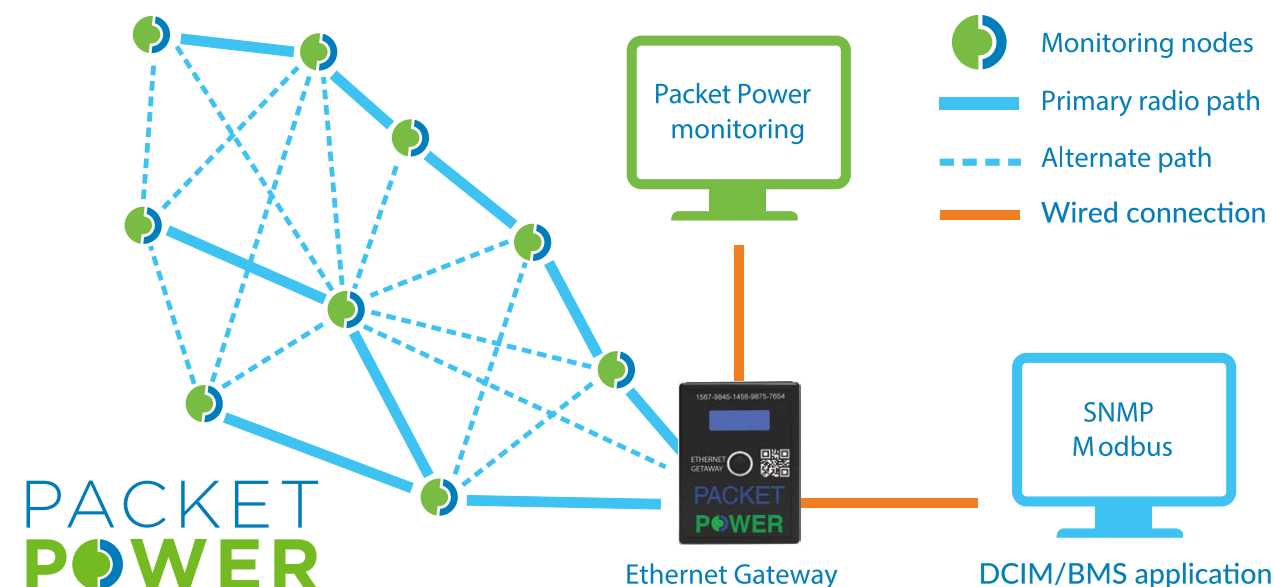 Monitoring nodes
Primary radio path
Alternate path
Wired connection
Packet Power
monitoring
1567-9845-1458-9875-7654
ETHERNET
GETAWAY
PACKET
POWER
Ethernet Gateway
SNMP
Modbus
DCIM/BMS application
PACKET
POWER